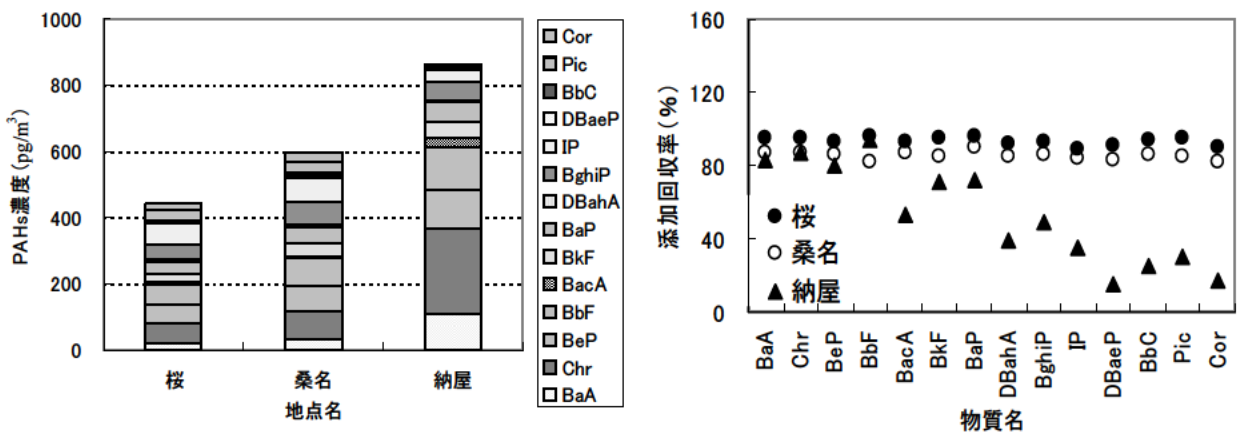 1000
800
600
400
200
0
PAHs濃度(pg/m³)
桜
桑名
納屋
地点名
Cor
Pic
BbC
DBaeP
IP
BghiP
DBahA
BaP
BkF
BacA
BbF
BeP
Chr
BaA
160
120
80
40
0
添加回収率(%)
桜
桑名
納屋
BaA
Chr
BeP
BbF
BacA
BkF
BaP
DBahA
BghiP
IP
DBaeP
BbC
Pic
Cor
物質名